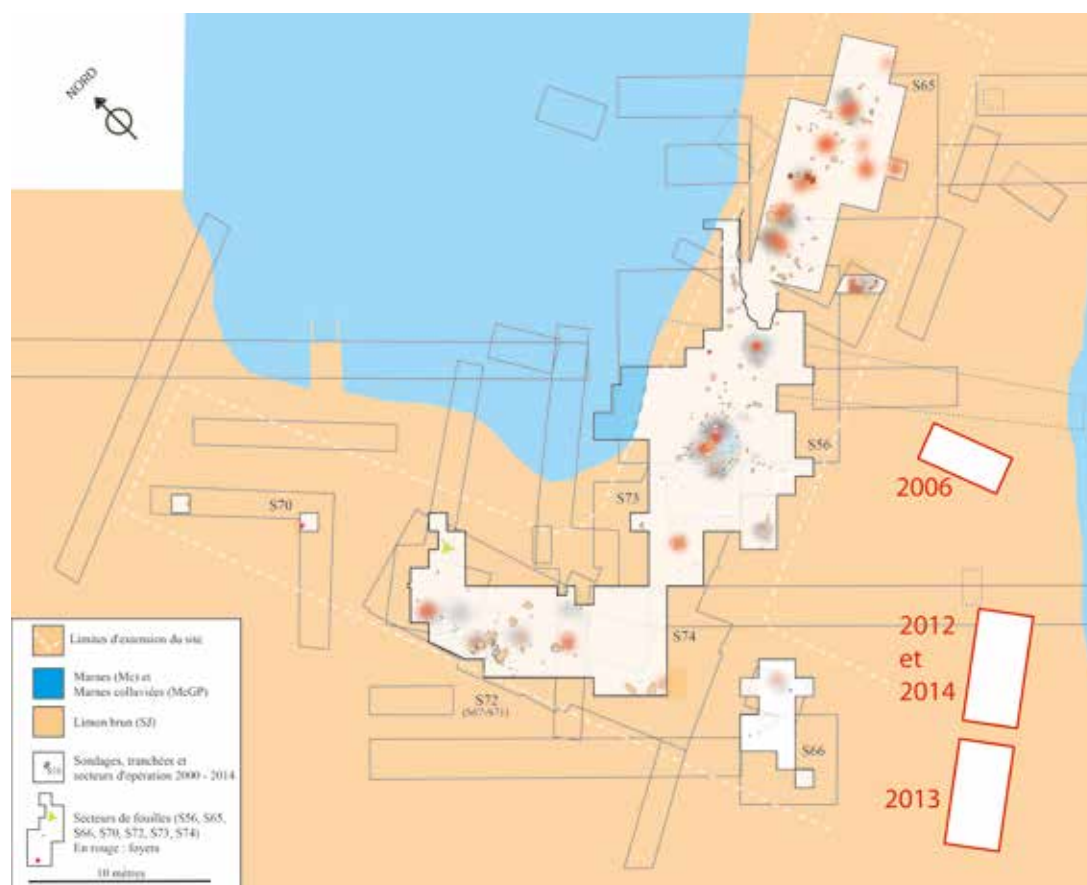 NORD
S65
S56
S73
S70
2006
2012
et
2014
S74
S72
(S67/S71)
S66
2013
Limites d'extension du site
Marnes (Mc) et
Marnes colluviées (McGP)
Limon brun (SJ)
Sondages, tranchées et
secteurs d'opération 2000 - 2014
Secteurs de fouilles (S56, S65,
S66, S70, S72, S73, S74)
En rouge : foyers
10 mètres